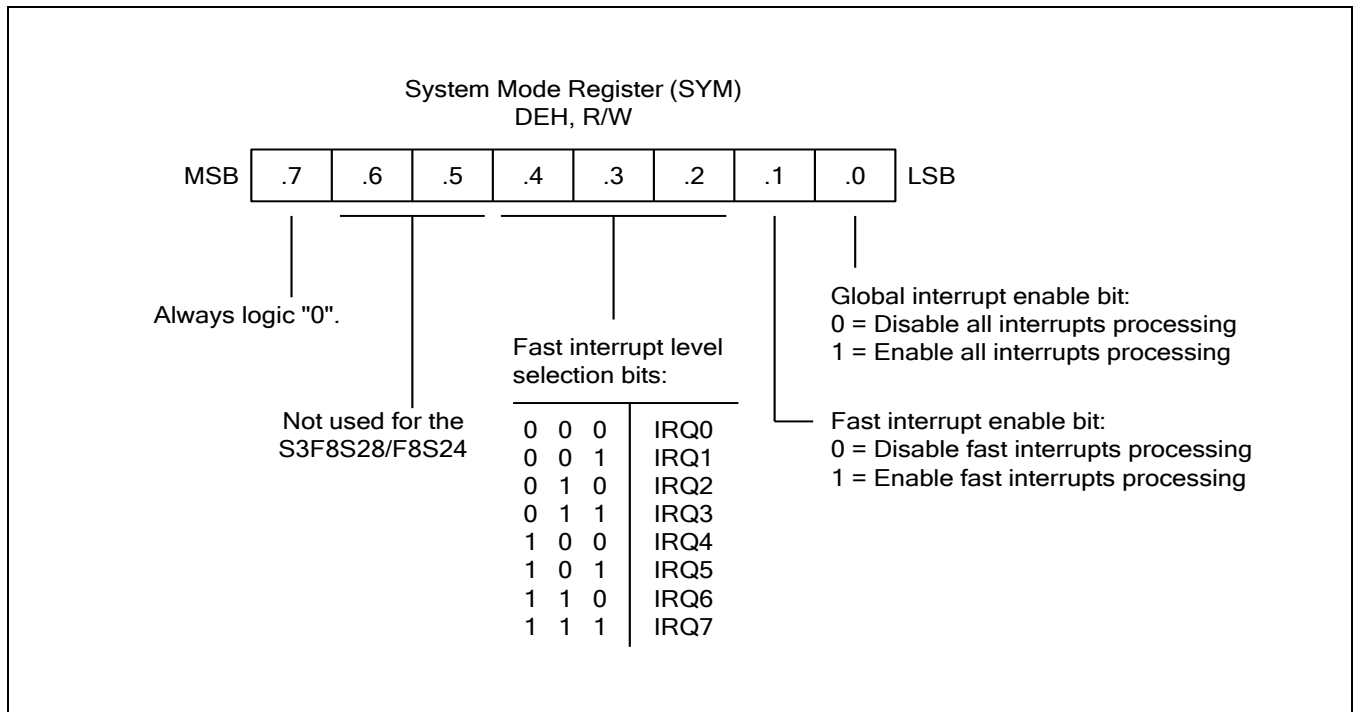 System Mode Register (SYM)
DEH, R/W
MSB .7 .6 .5 .4 .3 .2 .1 .0 LSB
Always logic "0".
Not used for the
S3F8S28/F8S24
Fast interrupt level
selection bits:
0 0 0 IRQ0
0 0 1 IRQ1
0 1 0 IRQ2
0 1 1 IRQ3
1 0 0 IRQ4
1 0 1 IRQ5
1 1 0 IRQ6
1 1 1 IRQ7
Global interrupt enable bit:
0 = Disable all interrupts processing
1 = Enable all interrupts processing
Fast interrupt enable bit:
0 = Disable fast interrupts processing
1 = Enable fast interrupts processing